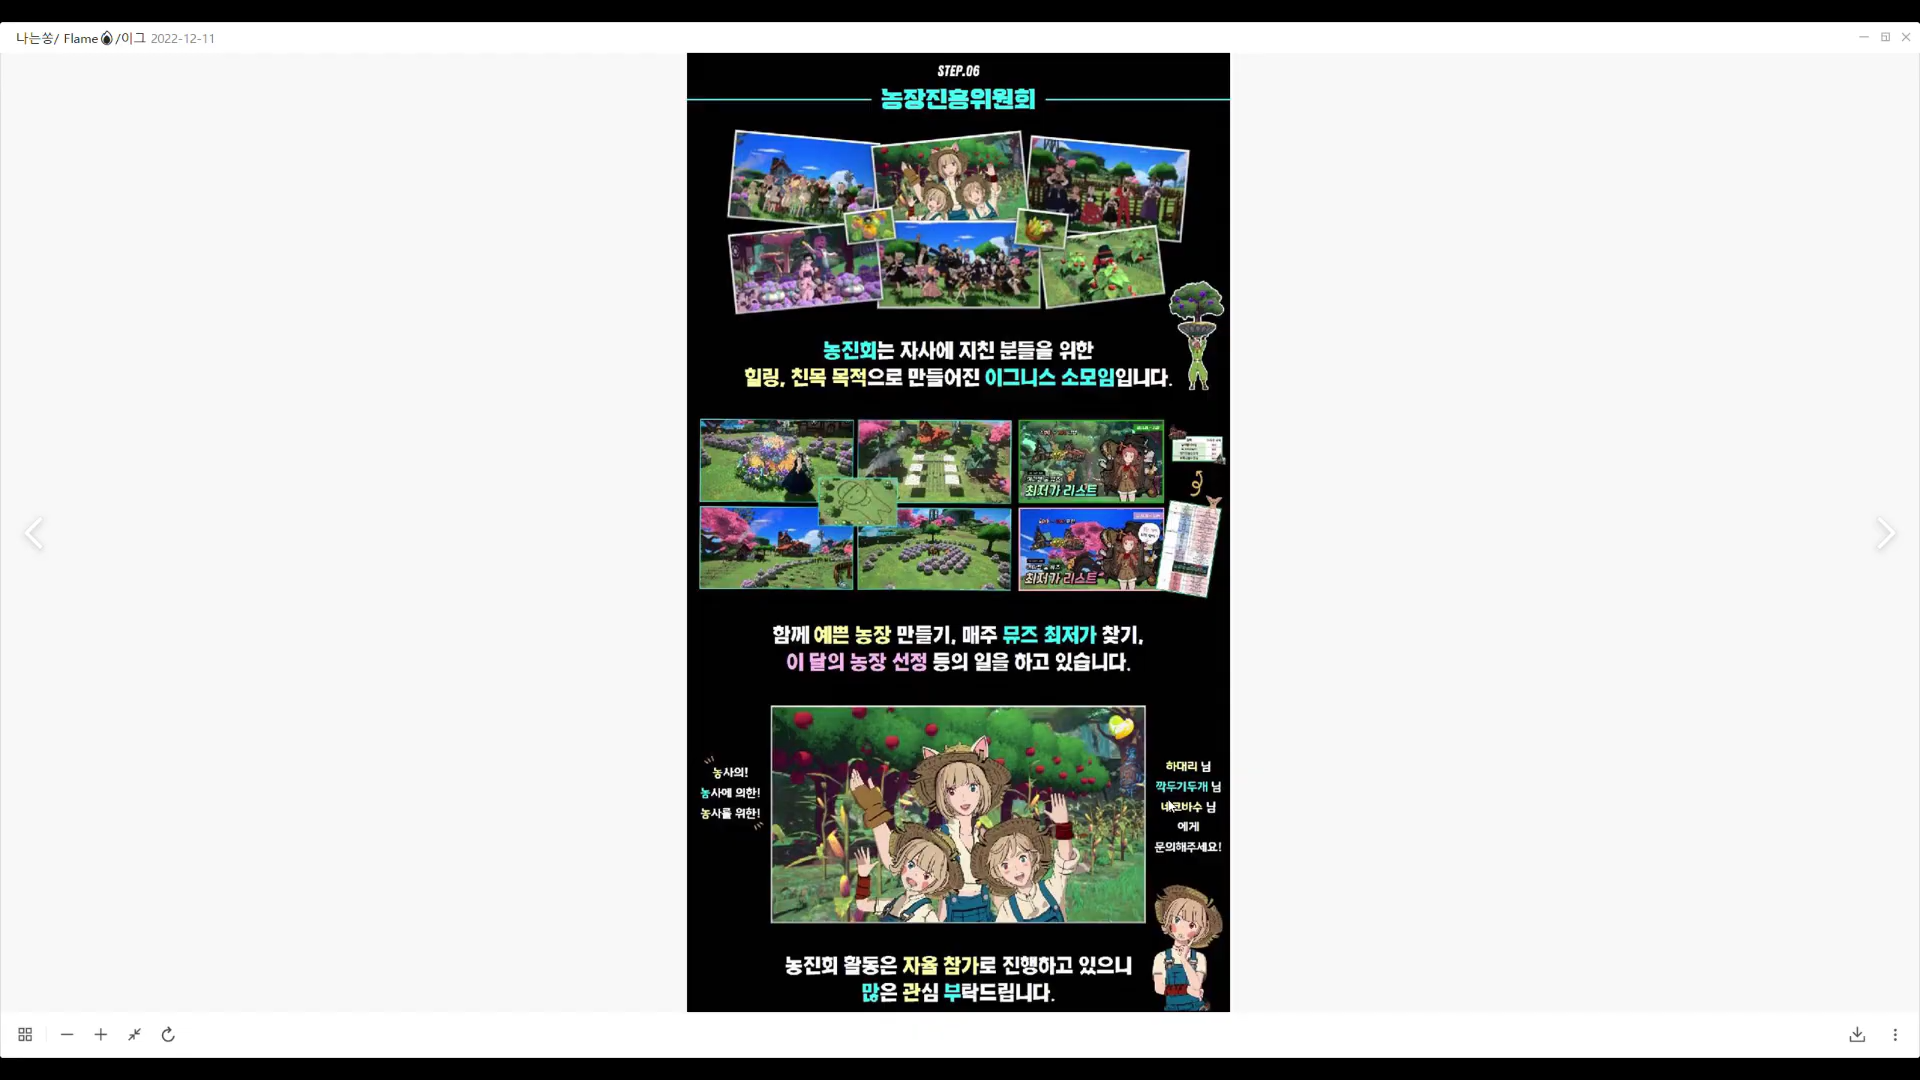 나는쏭/ Flame /이그 2022-12-11
STEP.06
농장진흥위원회
농진회는 자사에 지친 분들을 위한
힐링, 친목 목적으로 만들어진 이그니스 소모임입니다.
최저가 리스트
최저가 리스트
함께 예쁜 농장 만들기, 매주 뮤즈 최저가 찾기,
이 달의 농장 선정 등의 일을 하고 있습니다.
농사의!
농사에 의한!
농사를 위한!
하대리 님
깍두기두개 님
네코바수 님
에게
문의해주세요!
농진회 활동은 자율 참가로 진행하고 있으니
많은 관심 부탁드립니다.